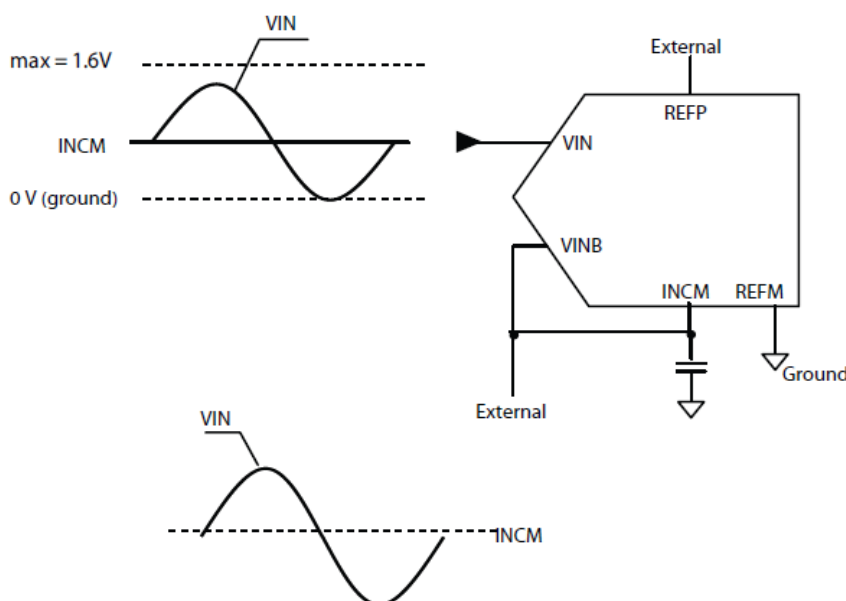 VIN
max = 1.6V
INCM
0 V (ground)
External
REFP
VIN
VINB
INCM REFM
Ground
External
VIN
INCM